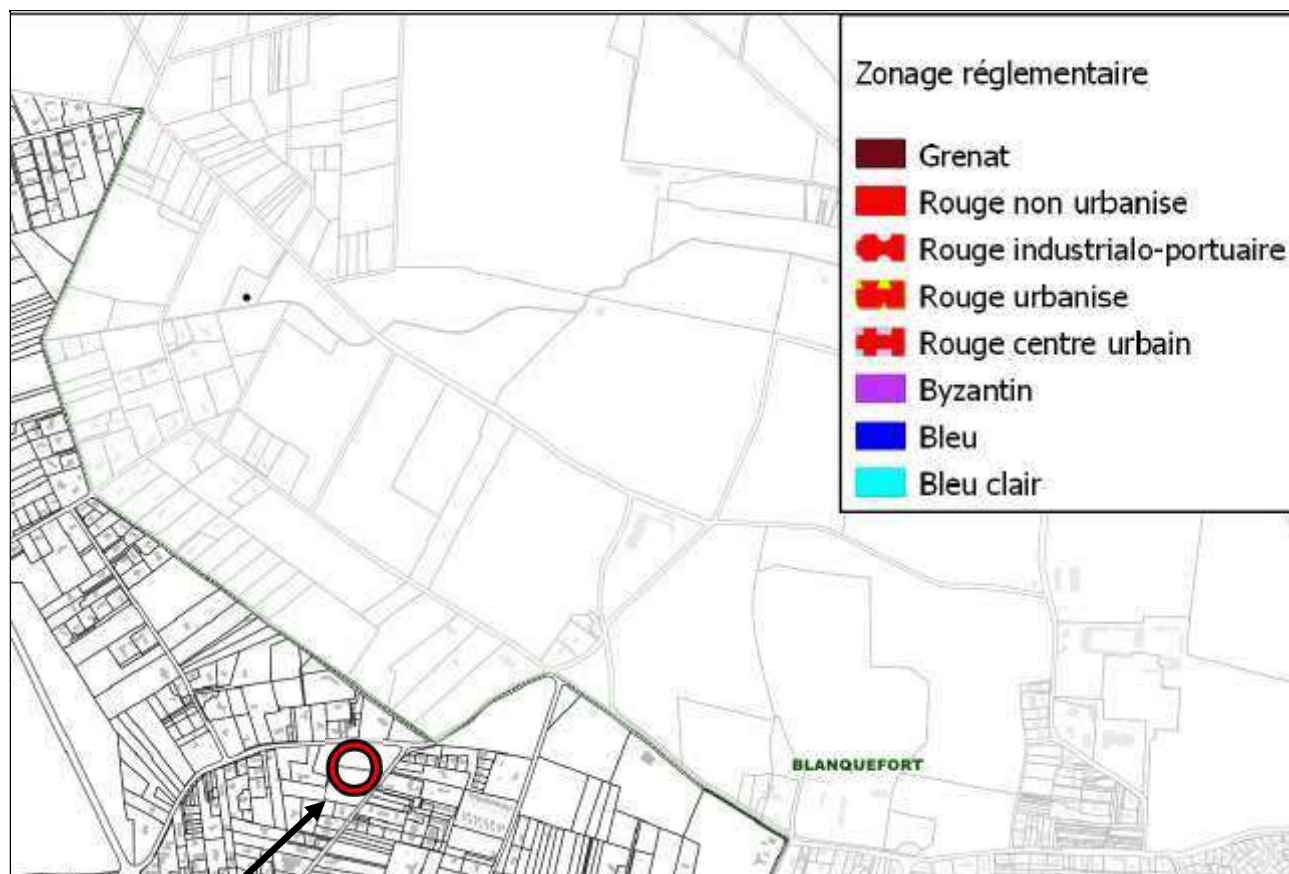 Zonage réglementaire
Grenat
Rouge non urbanise
Rouge industrialo-portuaire
Rouge urbanise
Rouge centre urbain
Byzantin
Bleu
Bleu clair
BLANQUEFORT